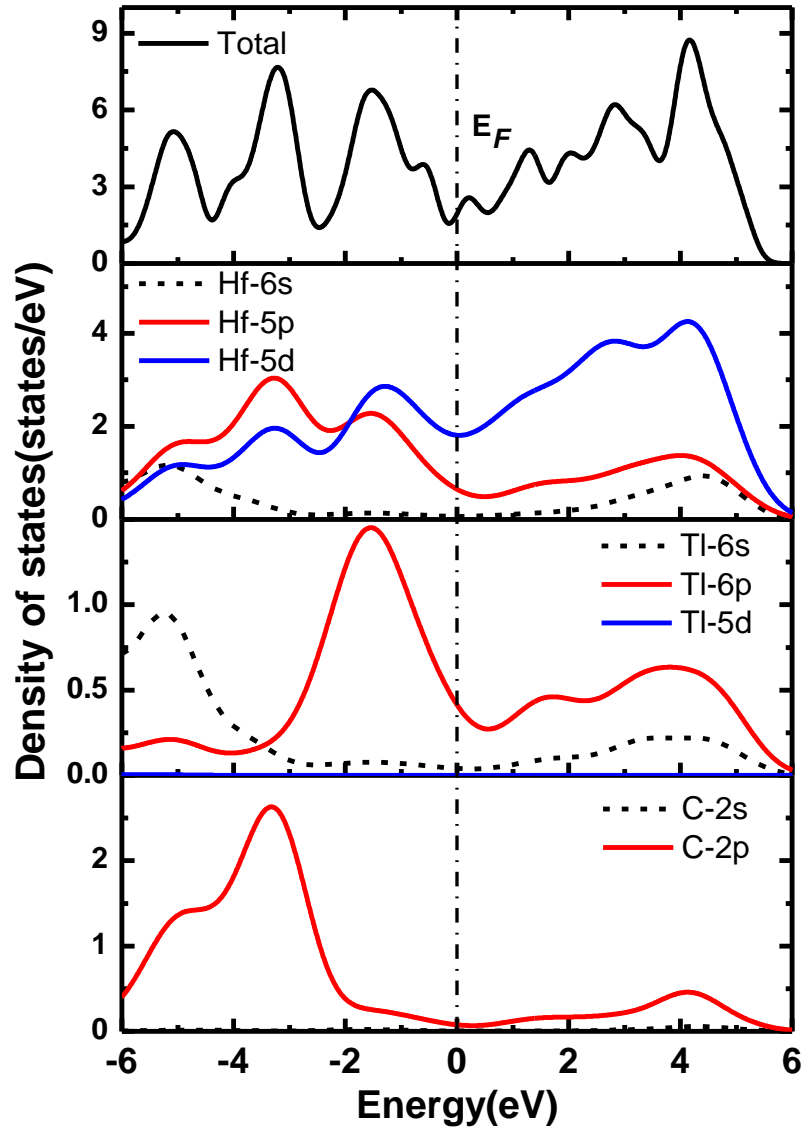 Density of states(states/eV)
9
6
3
0
Total
E_F
4
2
0
Hf-6s
Hf-5p
Hf-5d
1.0
0.5
0.0
Tl-6s
Tl-6p
Tl-5d
2
1
0
C-2s
C-2p
-6 -4 -2 0 2 4 6
Energy(eV)